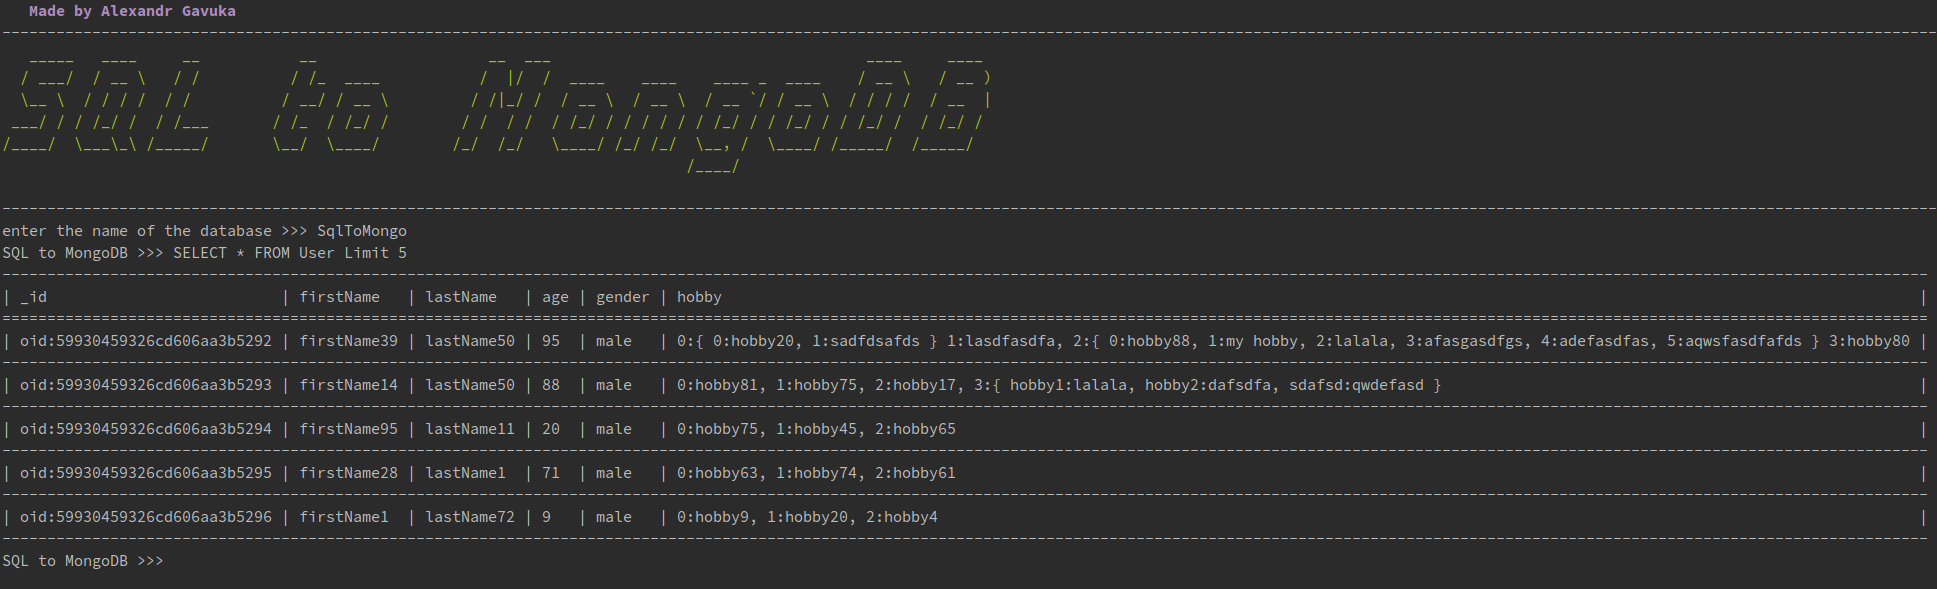 Made by Alexandr Gavuka
SQL to MongoDB
enter the name of the database >>> SqlToMongo
SQL to MongoDB >>> SELECT * FROM User Limit 5
| _id | firstName | lastName | age | gender | hobby |
| oid:59930459326cd606aa3b5292 | firstName39 | lastName50 | 95 | male | 0:{ 0:hobby20, 1:sadfdsafds } 1:lasdfasdfa, 2:{ 0:hobby88, 1:my hobby, 2:lalala, 3:afasgasdfgs, 4:adefasdfas, 5:aqwsfasdfafds } 3:hobby80 |
| oid:59930459326cd606aa3b5293 | firstName14 | lastName50 | 88 | male | 0:hobby81, 1:hobby75, 2:hobby17, 3:{ hobby1:lalala, hobby2:dafsdfa, sdafsd:qwdefasd } |
| oid:59930459326cd606aa3b5294 | firstName95 | lastName11 | 20 | male | 0:hobby75, 1:hobby45, 2:hobby65 |
| oid:59930459326cd606aa3b5295 | firstName28 | lastName1 | 71 | male | 0:hobby63, 1:hobby74, 2:hobby61 |
| oid:59930459326cd606aa3b5296 | firstName1 | lastName72 | 9 | male | 0:hobby9, 1:hobby20, 2:hobby4 |
SQL to MongoDB >>>